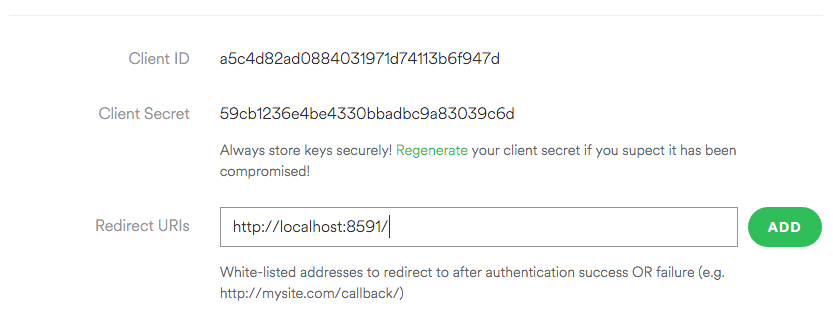 Client ID a5c4d82ad0884031971d74113b6f947d
Client Secret 59cb1236e4be4330bbadbc9a83039c6d
Always store keys securely! Regenerate your client secret if you supect it has been
compromised!
Redirect URIs http://localhost:8591/ ADD
White-listed addresses to redirect to after authentication success OR failure (e.g.
http://mysite.com/callback/)